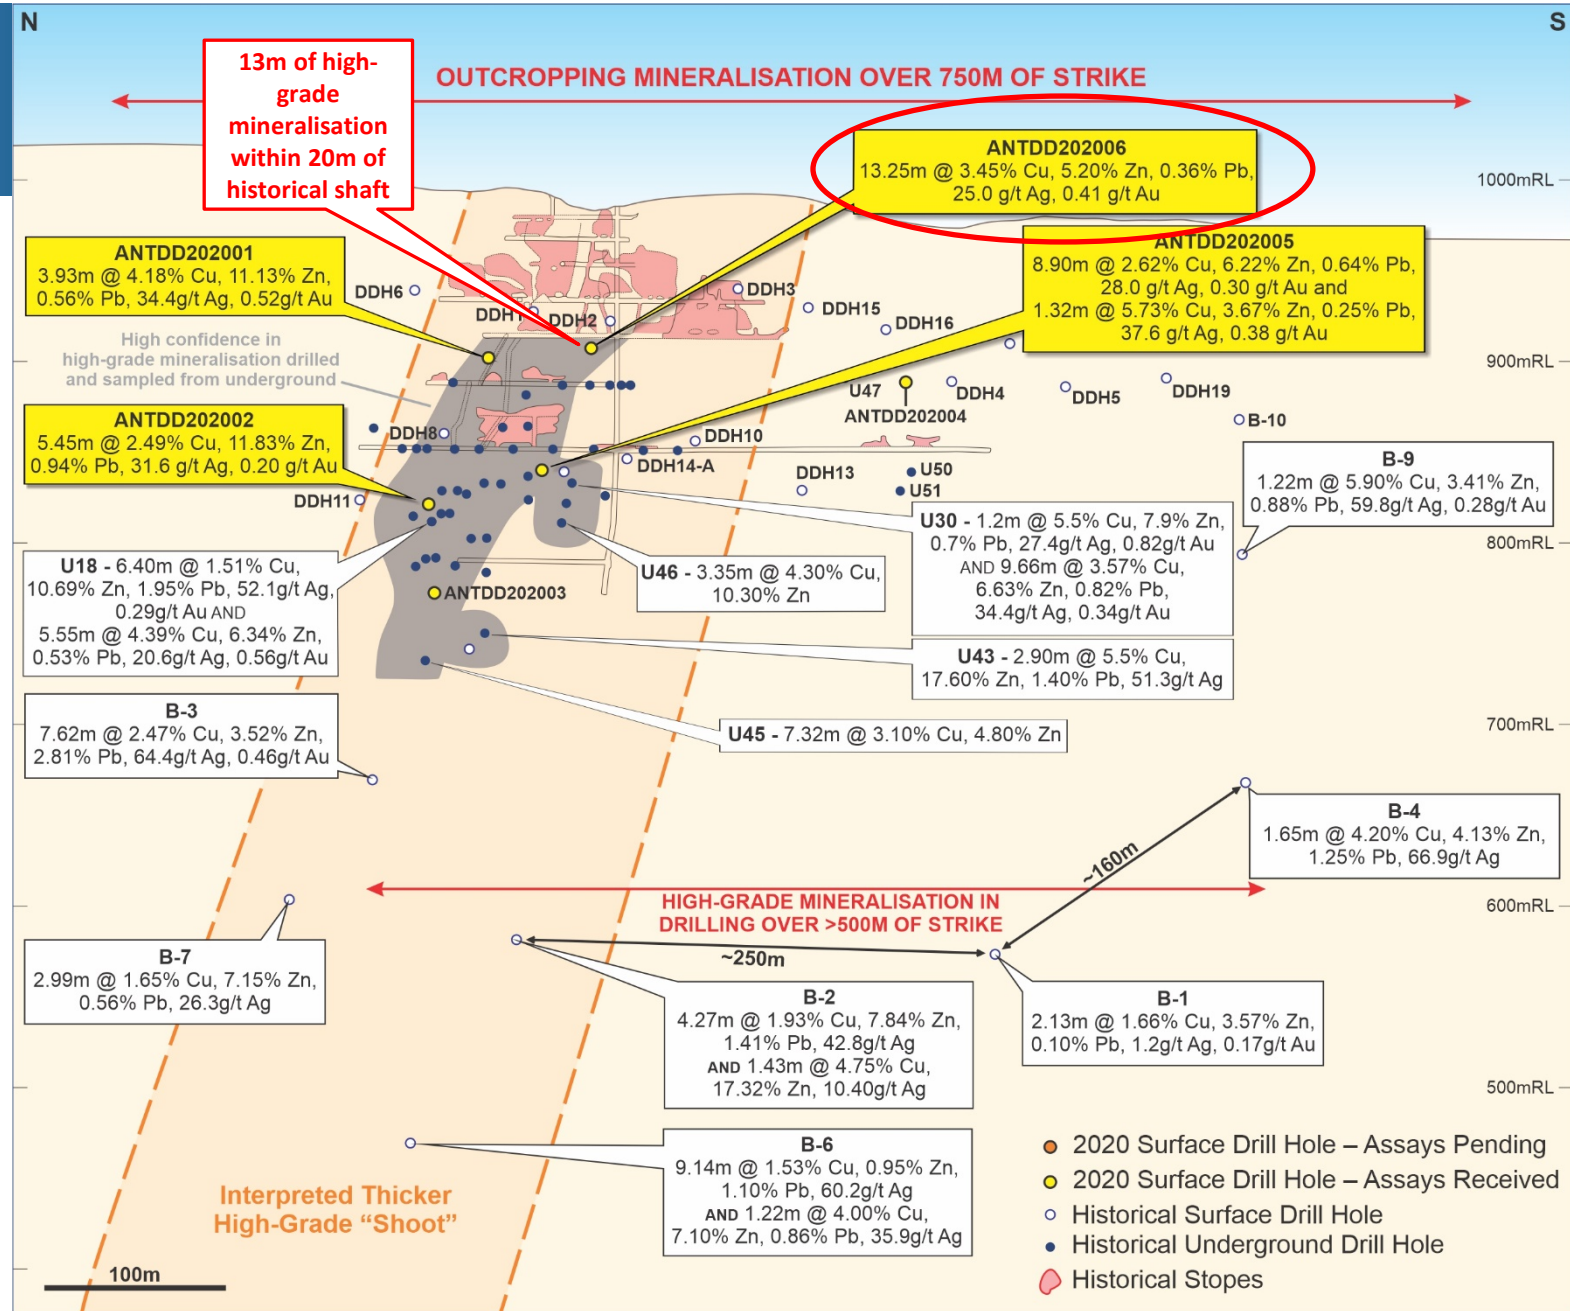 N
S
13m of high-
grade
mineralisation
within 20m of
historical shaft
OUTCROPPING MINERALISATION OVER 750M OF STRIKE
ANTDD202006
13.25m @ 3.45% Cu, 5.20% Zn, 0.36% Pb,
25.0 g/t Ag, 0.41 g/t Au
1000mRL
ANTDD202001
3.93m @ 4.18% Cu, 11.13% Zn,
0.56% Pb, 34.4g/t Ag, 0.52g/t Au
ANTDD202005
8.90m @ 2.62% Cu, 6.22% Zn, 0.64% Pb,
28.0 g/t Ag, 0.30 g/t Au and
1.32m @ 5.73% Cu, 3.67% Zn, 0.25% Pb,
37.6 g/t Ag, 0.38 g/t Au
DDH6
DDH1
DDH2
DDH3
DDH15
DDH16
High confidence in
high-grade mineralisation drilled
and sampled from underground
900mRL
U47
ANTDD202004
DDH4
DDH5
DDH19
B-10
ANTDD202002
5.45m @ 2.49% Cu, 11.83% Zn,
0.94% Pb, 31.6 g/t Ag, 0.20 g/t Au
DDH8
DDH10
DDH14-A
DDH13
U50
U51
DDH11
B-9
1.22m @ 5.90% Cu, 3.41% Zn,
0.88% Pb, 59.8g/t Ag, 0.28g/t Au
800mRL
U30 - 1.2m @ 5.5% Cu, 7.9% Zn,
0.7% Pb, 27.4g/t Ag, 0.82g/t Au
AND 9.66m @ 3.57% Cu,
6.63% Zn, 0.82% Pb,
34.4g/t Ag, 0.34g/t Au
U18 - 6.40m @ 1.51% Cu,
10.69% Zn, 1.95% Pb, 52.1g/t Ag,
0.29g/t Au AND
5.55m @ 4.39% Cu, 6.34% Zn,
0.53% Pb, 20.6g/t Ag, 0.56g/t Au
ANTDD202003
U46 - 3.35m @ 4.30% Cu,
10.30% Zn
U43 - 2.90m @ 5.5% Cu,
17.60% Zn, 1.40% Pb, 51.3g/t Ag
B-3
7.62m @ 2.47% Cu, 3.52% Zn,
2.81% Pb, 64.4g/t Ag, 0.46g/t Au
U45 - 7.32m @ 3.10% Cu, 4.80% Zn
700mRL
B-4
1.65m @ 4.20% Cu, 4.13% Zn,
1.25% Pb, 66.9g/t Ag
~160m
HIGH-GRADE MINERALISATION IN
DRILLING OVER >500M OF STRIKE
600mRL
~250m
B-7
2.99m @ 1.65% Cu, 7.15% Zn,
0.56% Pb, 26.3g/t Ag
B-2
4.27m @ 1.93% Cu, 7.84% Zn,
1.41% Pb, 42.8g/t Ag
AND 1.43m @ 4.75% Cu,
17.32% Zn, 10.40g/t Ag
B-1
2.13m @ 1.66% Cu, 3.57% Zn,
0.10% Pb, 1.2g/t Ag, 0.17g/t Au
500mRL
B-6
9.14m @ 1.53% Cu, 0.95% Zn,
1.10% Pb, 60.2g/t Ag
AND 1.22m @ 4.00% Cu,
7.10% Zn, 0.86% Pb, 35.9g/t Ag
Interpreted Thicker
High-Grade “Shoot”
100m
2020 Surface Drill Hole – Assays Pending
2020 Surface Drill Hole – Assays Received
Historical Surface Drill Hole
Historical Underground Drill Hole
Historical Stopes